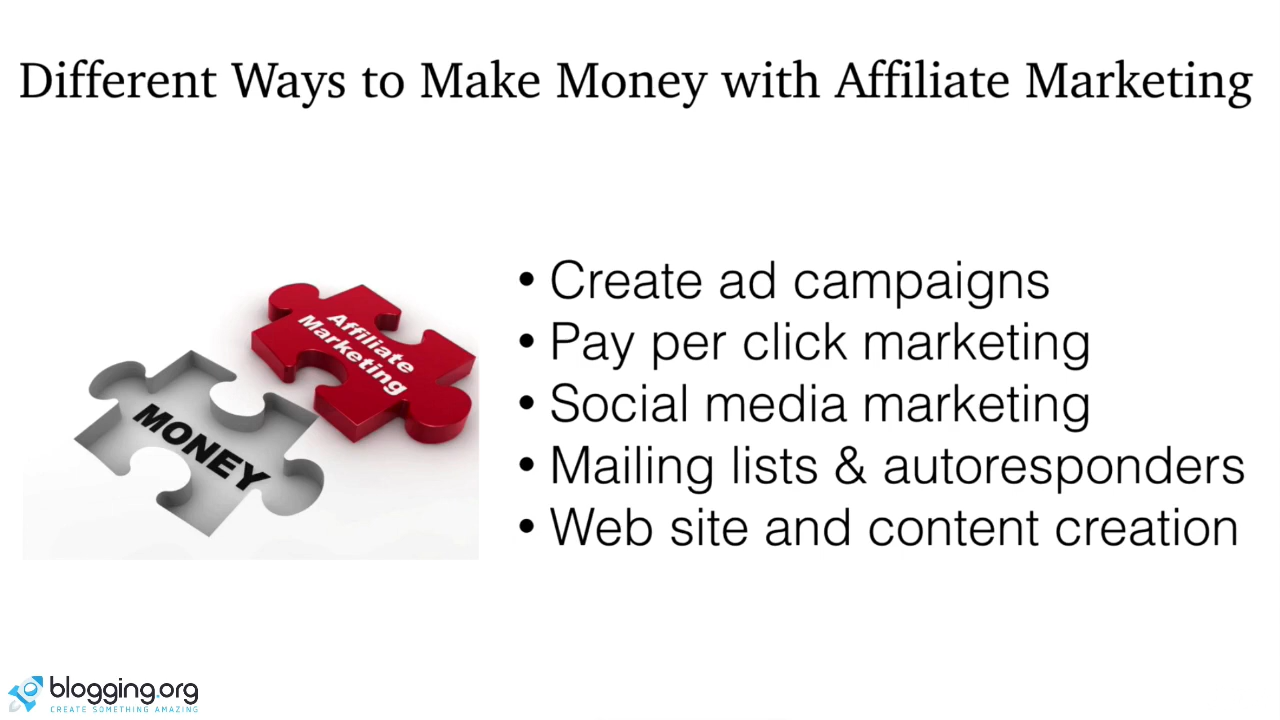 Different Ways to Make Money with Affiliate Marketing
Affiliate
Marketing
MONEY
• Create ad campaigns
• Pay per click marketing
• Social media marketing
• Mailing lists & autoresponders
• Web site and content creation
blogging.org
CREATE SOMETHING AMAZING